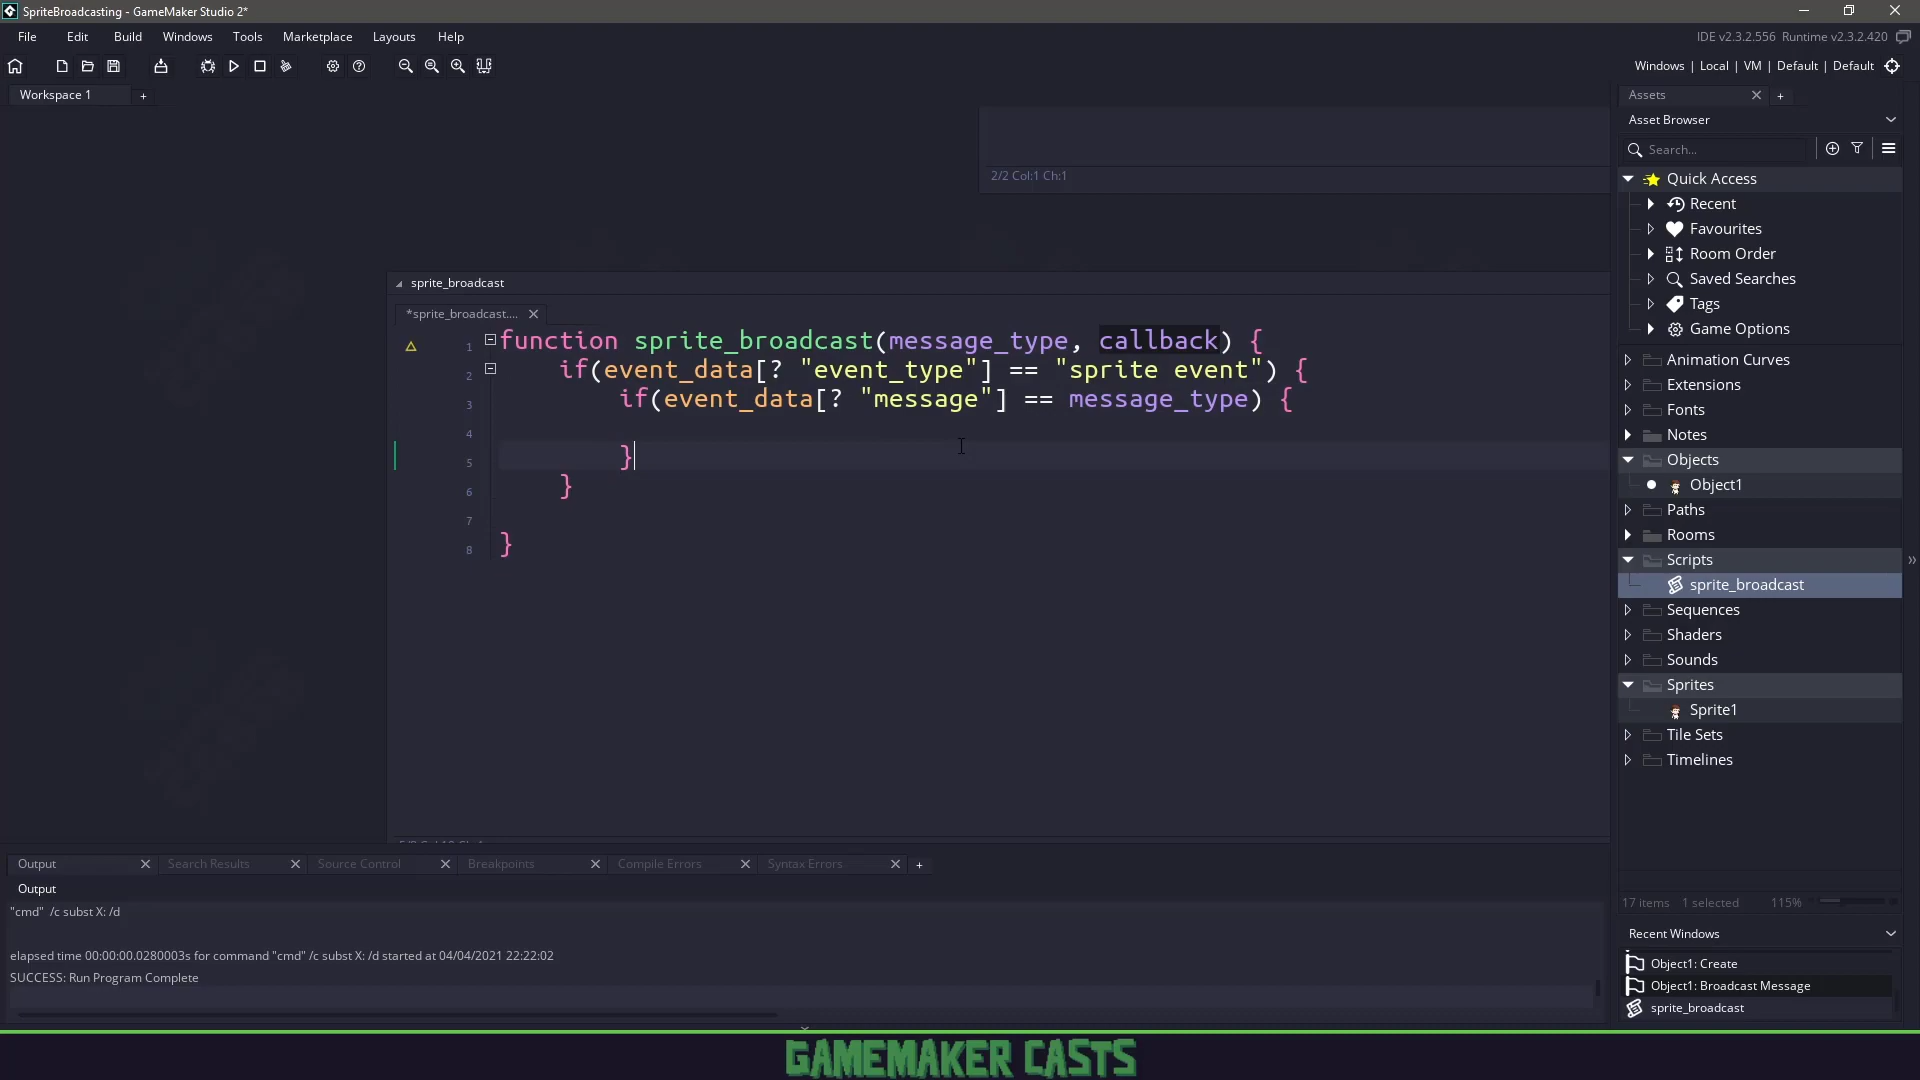 SpriteBroadcasting - GameMaker Studio 2*
File Edit Build Windows Tools Marketplace Layouts Help
IDE v2.3.2.556 Runtime v2.3.2.420
Windows | Local | VM | Default | Default
Workspace 1
2/2 Col:1 Ch:1
sprite_broadcast
*sprite_broadcast....
1 function sprite_broadcast(message_type, callback) {
2 if(event_data[? "event_type"] == "sprite event") {
3 if(event_data[? "message"] == message_type) {
4
5 }
6 }
7
8 }
Assets
Asset Browser
Search...
Quick Access
Recent
Favourites
Room Order
Saved Searches
Tags
Game Options
Animation Curves
Extensions
Fonts
Notes
Objects
Object1
Paths
Rooms
Scripts
sprite_broadcast
Sequences
Shaders
Sounds
Sprites
Sprite1
Tile Sets
Timelines
17 items 1 selected 115%
Recent Windows
Object1: Create
Object1: Broadcast Message
sprite_broadcast
Output Search Results Source Control Breakpoints Compile Errors Syntax Errors
Output
"cmd" /c subst X: /d
elapsed time 00:00:00.0280003s for command "cmd" /c subst X: /d started at 04/04/2021 22:22:02
SUCCESS: Run Program Complete
GAMEMAKER CASTS